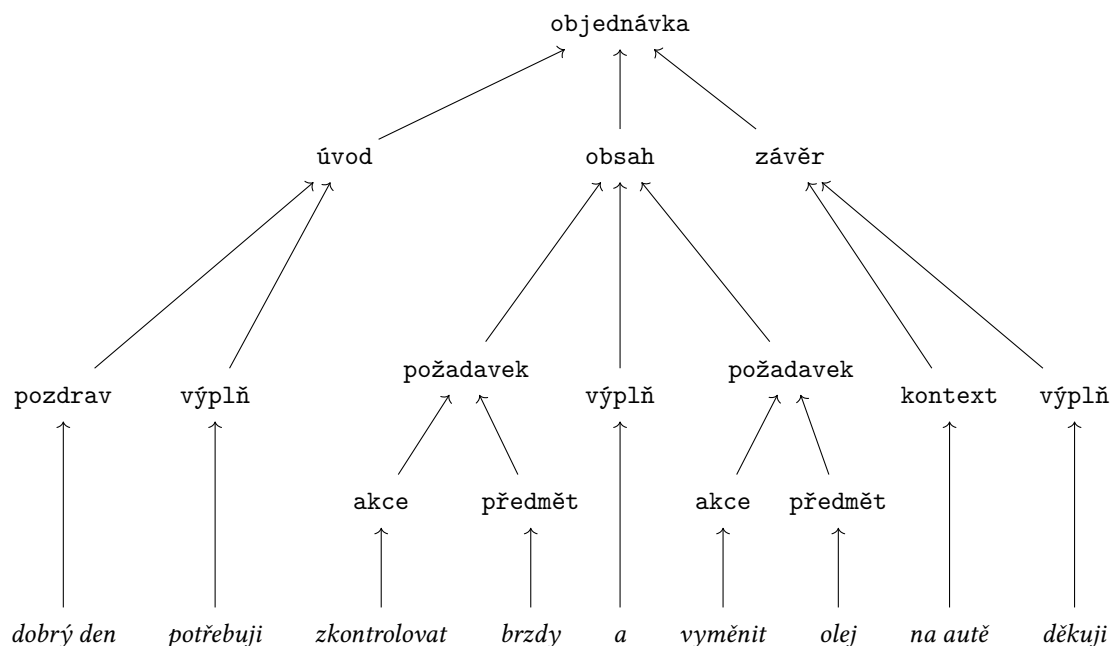 objednávka
úvod obsah závěr
požadavek požadavek
pozdrav výplň výplň kontext výplň
akce předmět akce předmět
dobrý den potřebuji zkontrolovat brzdy a vyměnit olej na autě děkuji